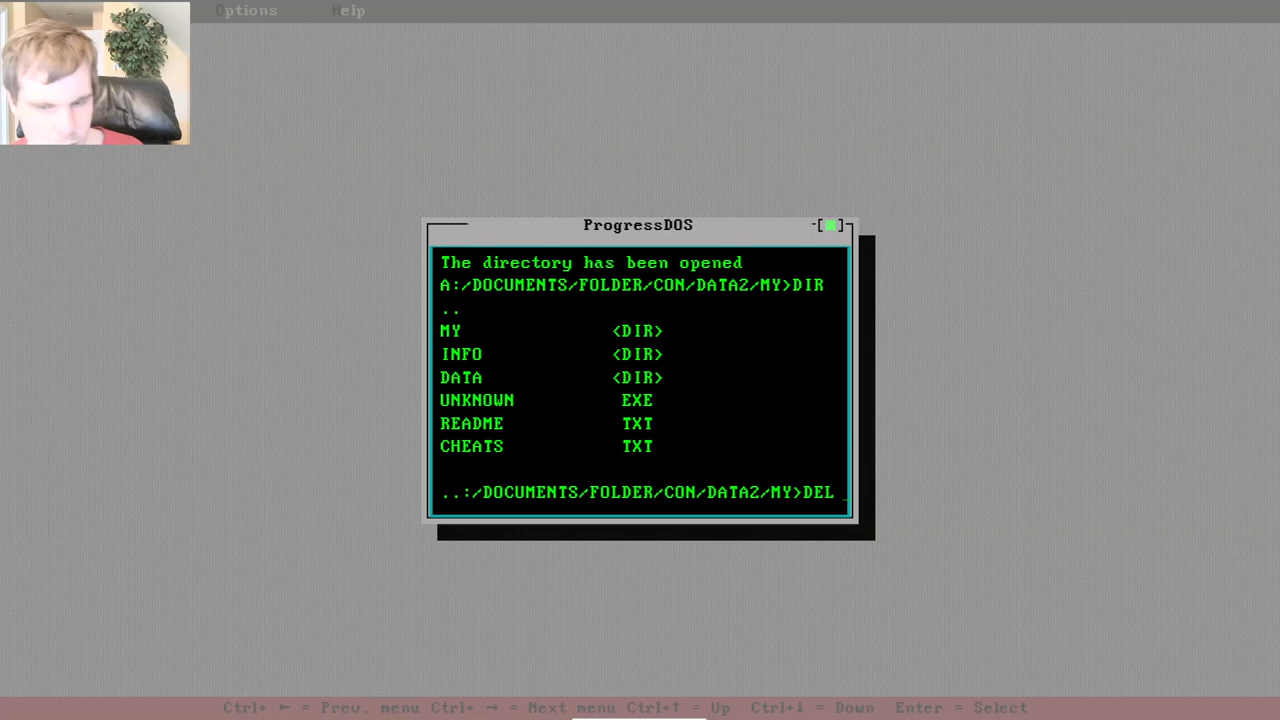 Options Help
ProgressDOS
The directory has been opened
A:/DOCUMENTS/FOLDER/CON/DATA2/MY>DIR
..
MY <DIR>
INFO <DIR>
DATA <DIR>
UNKNOWN EXE
README TXT
CHEATS TXT
..:/DOCUMENTS/FOLDER/CON/DATA2/MY>DEL _
Ctrl+ ← = Prev. menu Ctrl+ → = Next menu Ctrl+↑ = Up Ctrl+↓ = Down Enter = Select